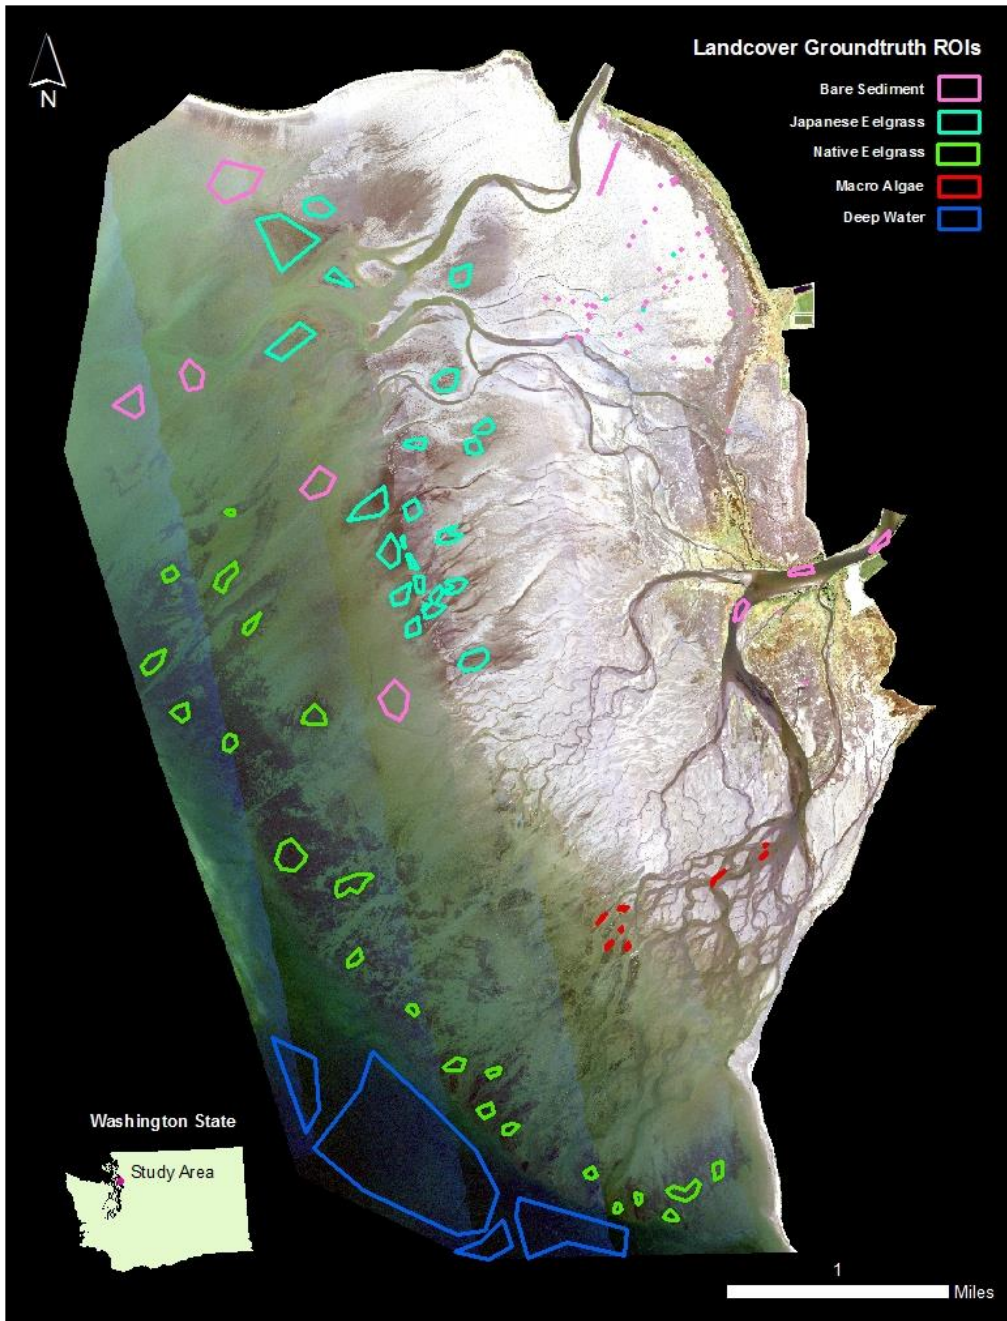 N
Landcover Groundtruth ROIs
Bare Sediment
Japanese Eelgrass
Native Eelgrass
Macro Algae
Deep Water
Washington State
Study Area
1
Miles